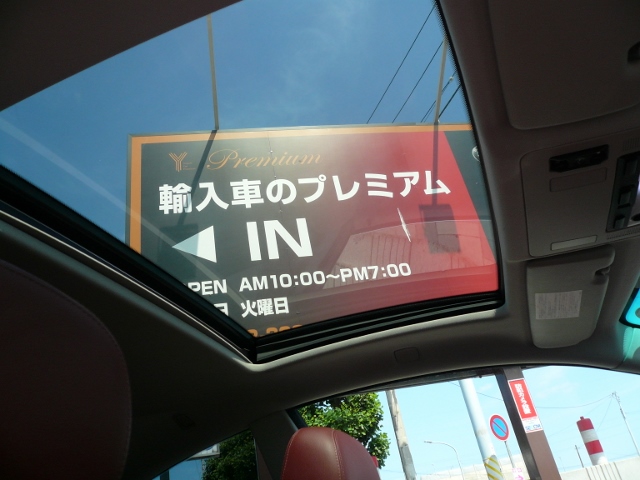 Y Premium
輸入車のプレミアム
IN
PEN AM10:00～PM7:00
日 火曜日